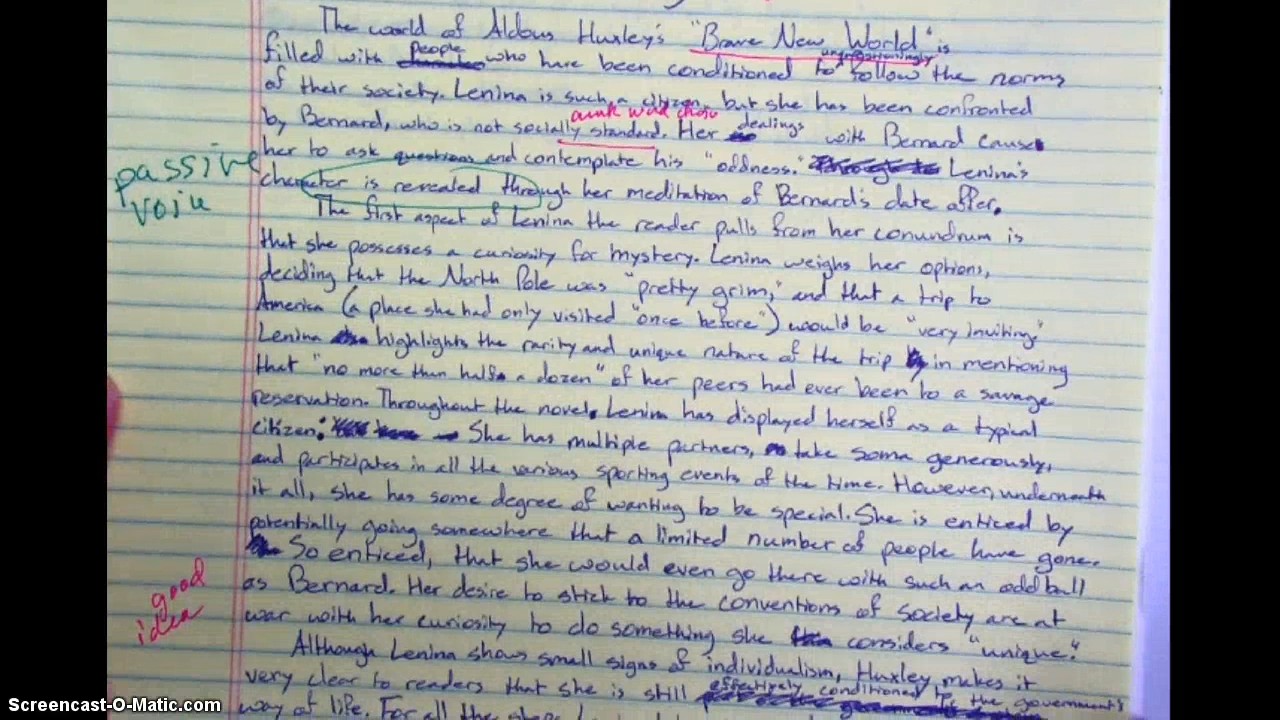 The world of Aldous Huxley's "Brave New World" is
unquestioningly
filled with people who have been conditioned to follow the norms
of their society. Lenina is such a citizen, but she has been confronted
awk word choice
by Bernard, who is not socially standard. Her dealings with Bernard cause
her to ask questions and contemplate his "oddness." Lenina's
passive voice
character is revealed through her meditation of Bernard's date offer.
The first aspect of Lenina the reader pulls from her conundrum is
that she possesses a curiosity for mystery. Lenina weighs her options,
deciding that the North Pole was "pretty grim," and that a trip to
America (a place she had only visited "once before") would be "very inviting"
Lenina highlights the rarity and unique nature of the trip in mentioning
that "no more than half a dozen" of her peers had ever been to a savage
reservation. Throughout the novel, Lenina has displayed herself as a typical
citizen: She has multiple partners, take soma generously,
and participates in all the various sporting events of the time. However, underneath
it all, she has some degree of wanting to be special. She is enticed by
potentially going somewhere that a limited number of people have gone.
So enticed, that she would even go there with such an odd ball
good idea
as Bernard. Her desire to stick to the conventions of society are at
war with her curiosity to do something she considers "unique."
Although Lenina shows small signs of individualism, Huxley makes it
very clear to readers that she is still effectively conditioned to the government's
way of life. For all the
Screencast-O-Matic.com